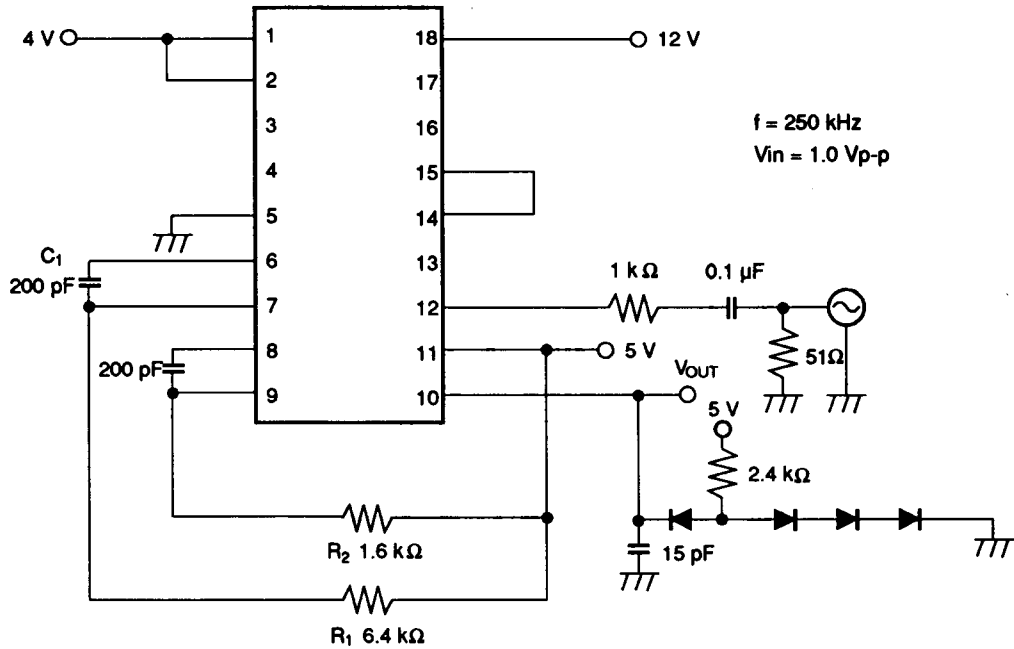 4 V
1
18
12 V
2
17
3
16
f = 250 kHz
Vin = 1.0 Vp-p
4
15
5
14
C1
200 pF
6
13
1 kΩ
0.1 µF
7
12
200 pF
8
11
5 V
51Ω
9
10
VOUT
5 V
2.4 kΩ
R2 1.6 kΩ
15 pF
R1 6.4 kΩ